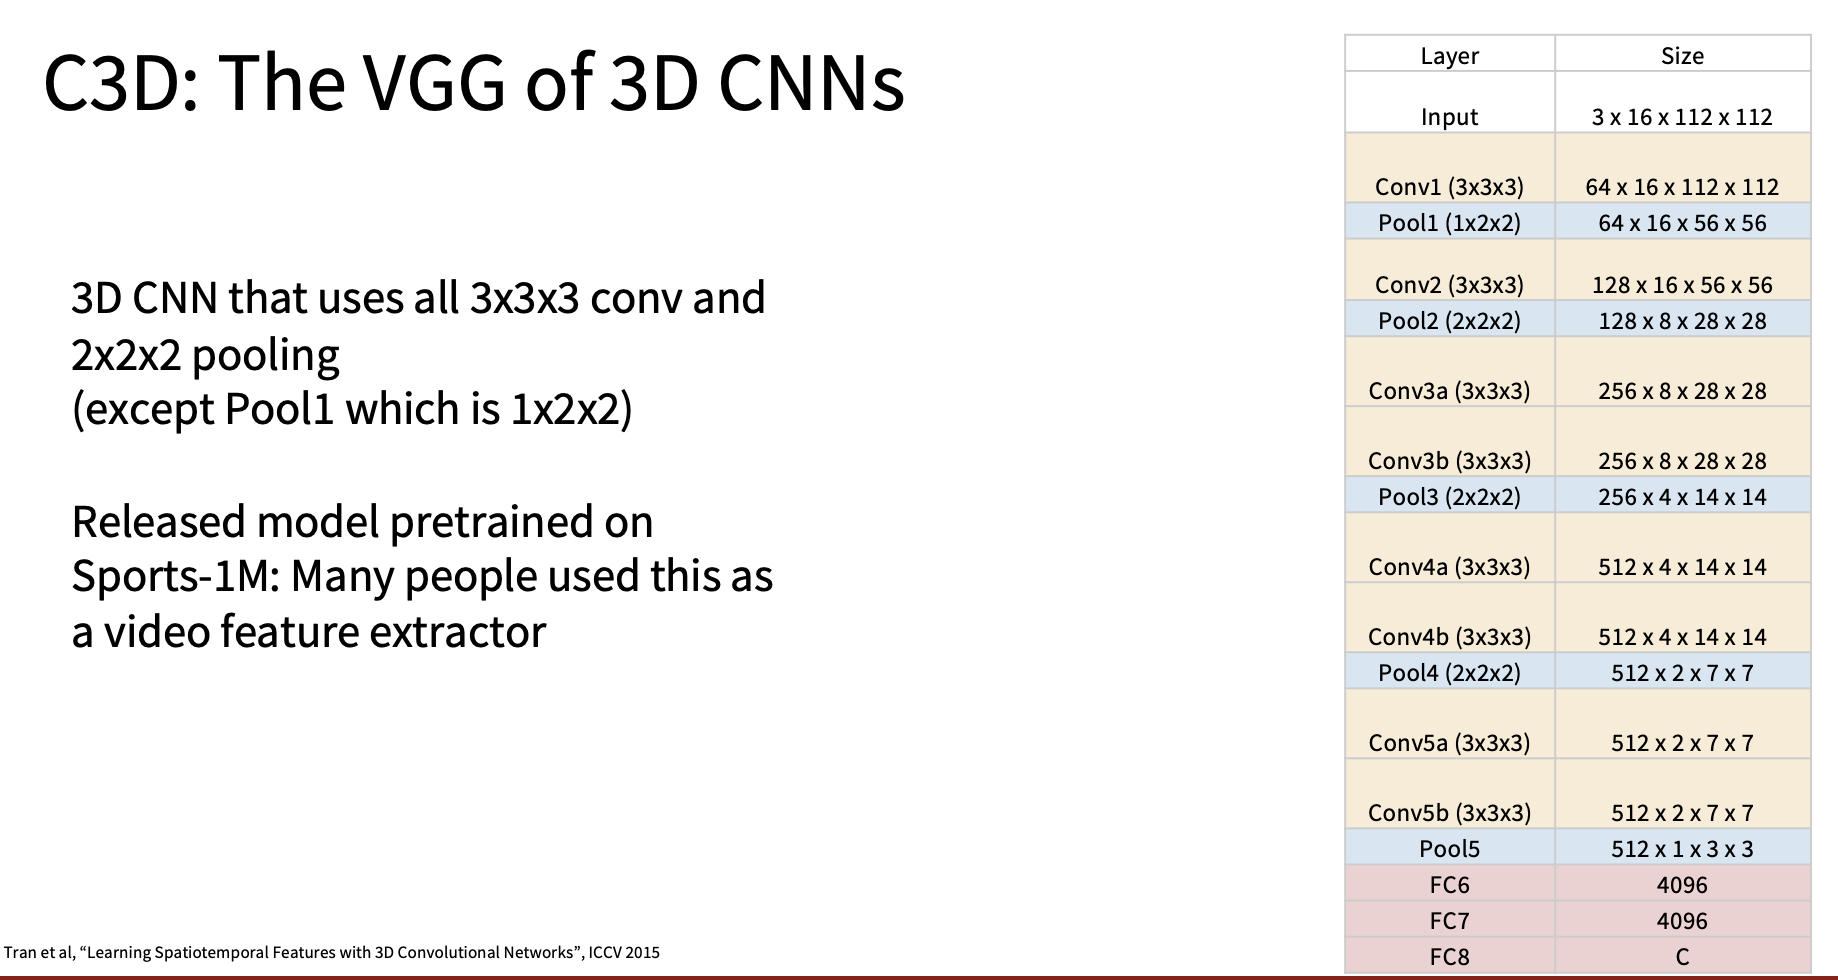 C3D: The VGG of 3D CNNs
3D CNN that uses all 3x3x3 conv and
2x2x2 pooling
(except Pool1 which is 1x2x2)
Released model pretrained on
Sports-1M: Many people used this as
a video feature extractor
Layer Size
Input 3 x 16 x 112 x 112
Conv1 (3x3x3) 64 x 16 x 112 x 112
Pool1 (1x2x2) 64 x 16 x 56 x 56
Conv2 (3x3x3) 128 x 16 x 56 x 56
Pool2 (2x2x2) 128 x 8 x 28 x 28
Conv3a (3x3x3) 256 x 8 x 28 x 28
Conv3b (3x3x3) 256 x 8 x 28 x 28
Pool3 (2x2x2) 256 x 4 x 14 x 14
Conv4a (3x3x3) 512 x 4 x 14 x 14
Conv4b (3x3x3) 512 x 4 x 14 x 14
Pool4 (2x2x2) 512 x 2 x 7 x 7
Conv5a (3x3x3) 512 x 2 x 7 x 7
Conv5b (3x3x3) 512 x 2 x 7 x 7
Pool5 512 x 1 x 3 x 3
FC6 4096
FC7 4096
FC8 C
Tran et al, “Learning Spatiotemporal Features with 3D Convolutional Networks”, ICCV 2015